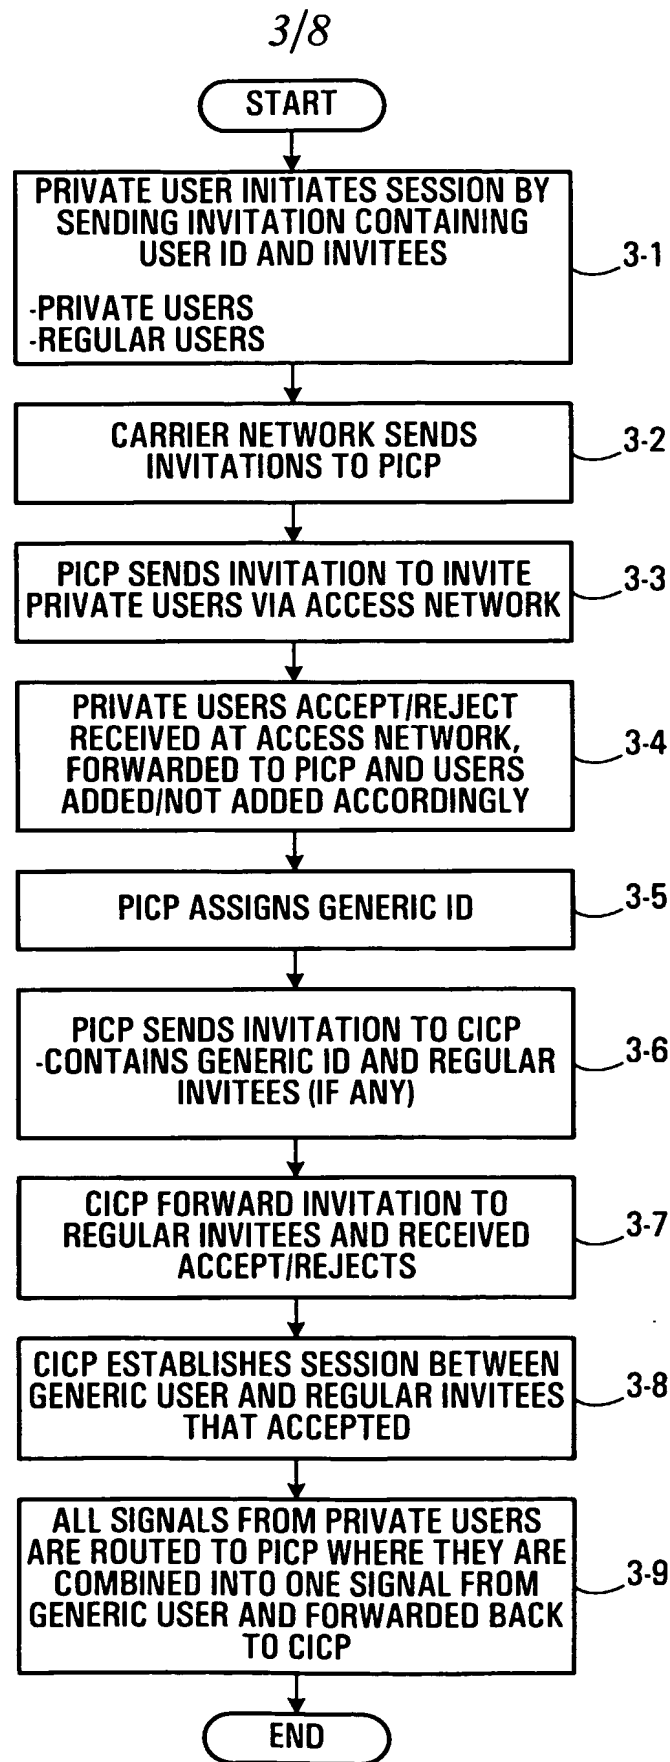 3/8
START
PRIVATE USER INITIATES SESSION BY
SENDING INVITATION CONTAINING
USER ID AND INVITEES
-PRIVATE USERS
-REGULAR USERS
3-1
CARRIER NETWORK SENDS
INVITATIONS TO PICP
3-2
PICP SENDS INVITATION TO INVITE
PRIVATE USERS VIA ACCESS NETWORK
3-3
PRIVATE USERS ACCEPT/REJECT
RECEIVED AT ACCESS NETWORK,
FORWARDED TO PICP AND USERS
ADDED/NOT ADDED ACCORDINGLY
3-4
PICP ASSIGNS GENERIC ID
3-5
PICP SENDS INVITATION TO CICP
-CONTAINS GENERIC ID AND REGULAR
INVITEES (IF ANY)
3-6
CICP FORWARD INVITATION TO
REGULAR INVITEES AND RECEIVED
ACCEPT/REJECTS
3-7
CICP ESTABLISHES SESSION BETWEEN
GENERIC USER AND REGULAR INVITEES
THAT ACCEPTED
3-8
ALL SIGNALS FROM PRIVATE USERS
ARE ROUTED TO PICP WHERE THEY ARE
COMBINED INTO ONE SIGNAL FROM
GENERIC USER AND FORWARDED BACK
TO CICP
3-9
END